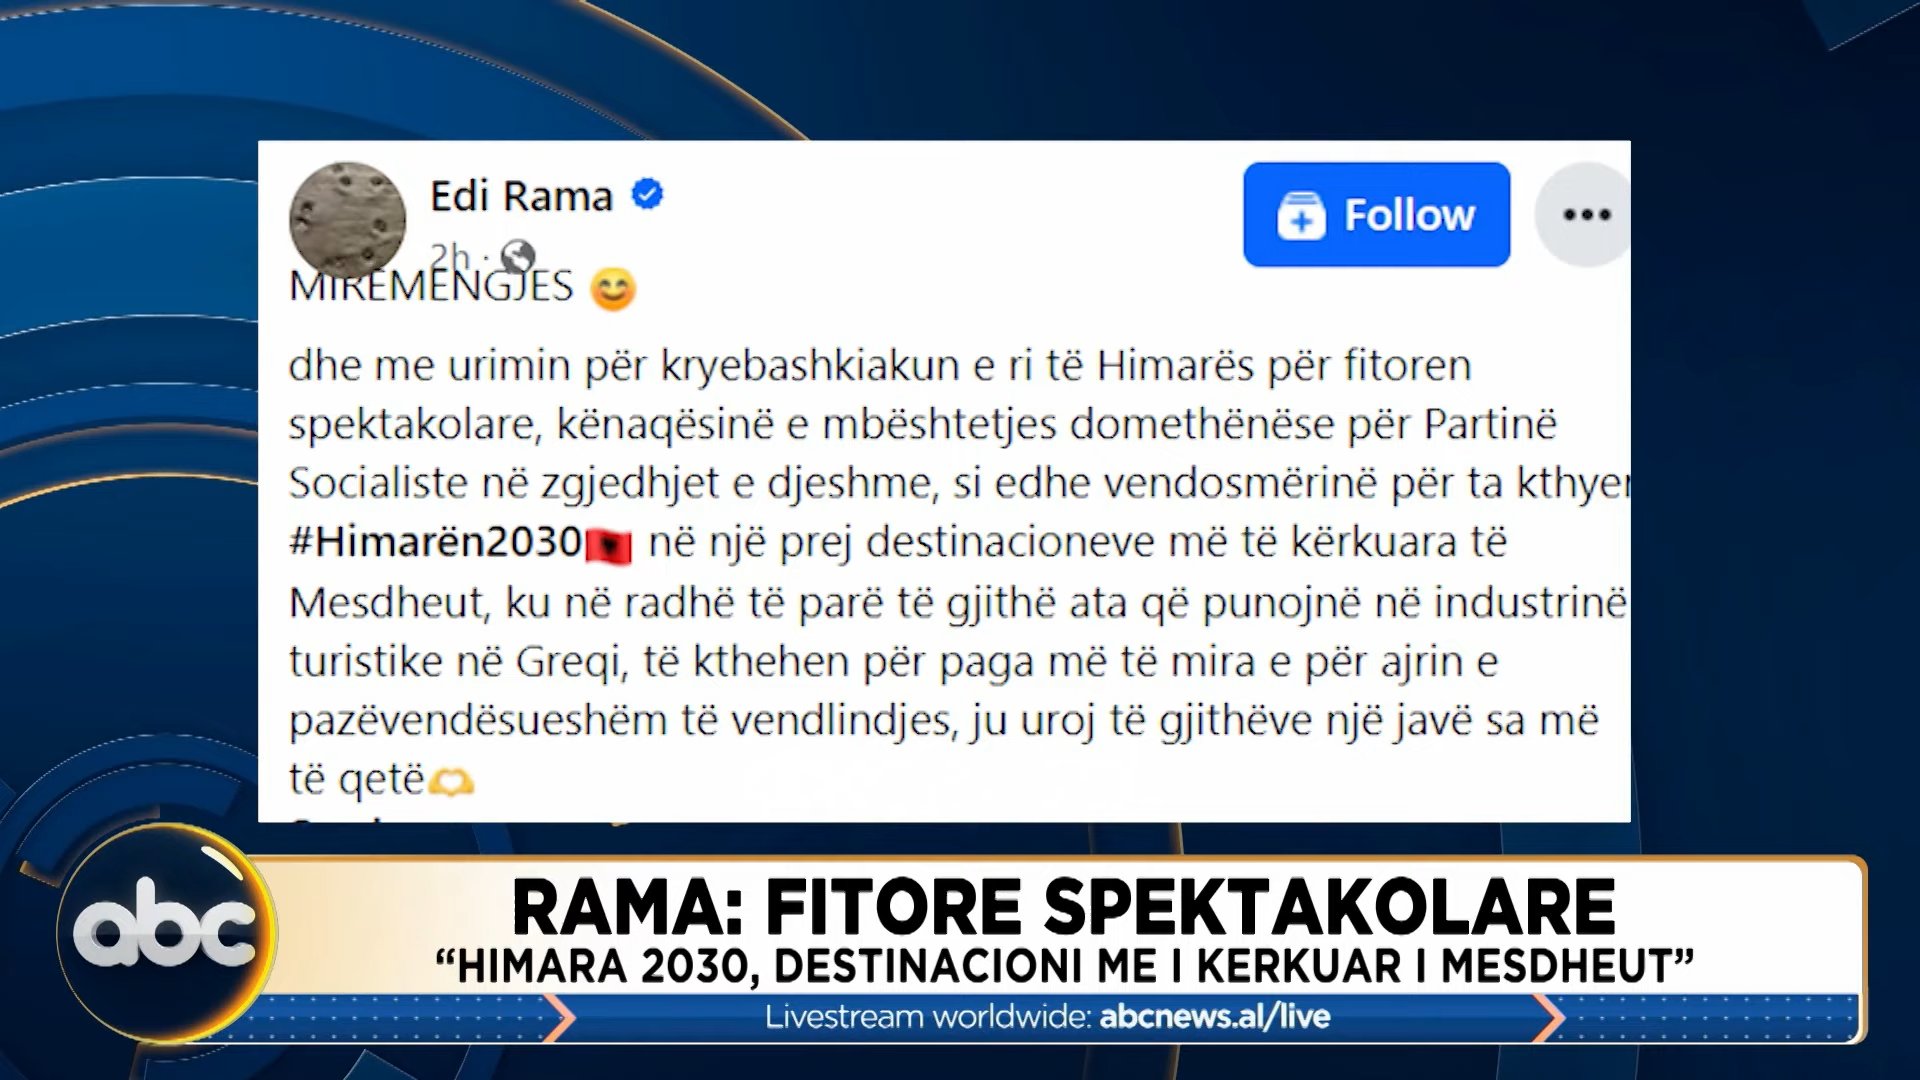 Edi Rama
Follow
2h ·
MIREMENGJES 😊
dhe me urimin për kryebashkiakun e ri të Himarës për fitoren
spektakolare, kënaqësinë e mbështetjes domethënëse për Partinë
Socialiste në zgjedhjet e djeshme, si edhe vendosmërinë për ta kthyer
#Himarën2030🇦🇱 në një prej destinacioneve më të kërkuara të
Mesdheut, ku në radhë të parë të gjithë ata që punojnë në industrinë
turistike në Greqi, të kthehen për paga më të mira e për ajrin e
pazëvendësueshëm të vendlindjes, ju uroj të gjithëve një javë sa më
të qetë🫶
abc
RAMA: FITORE SPEKTAKOLARE
“HIMARA 2030, DESTINACIONI ME I KERKUAR I MESDHEUT”
Livestream worldwide: abcnews.al/live